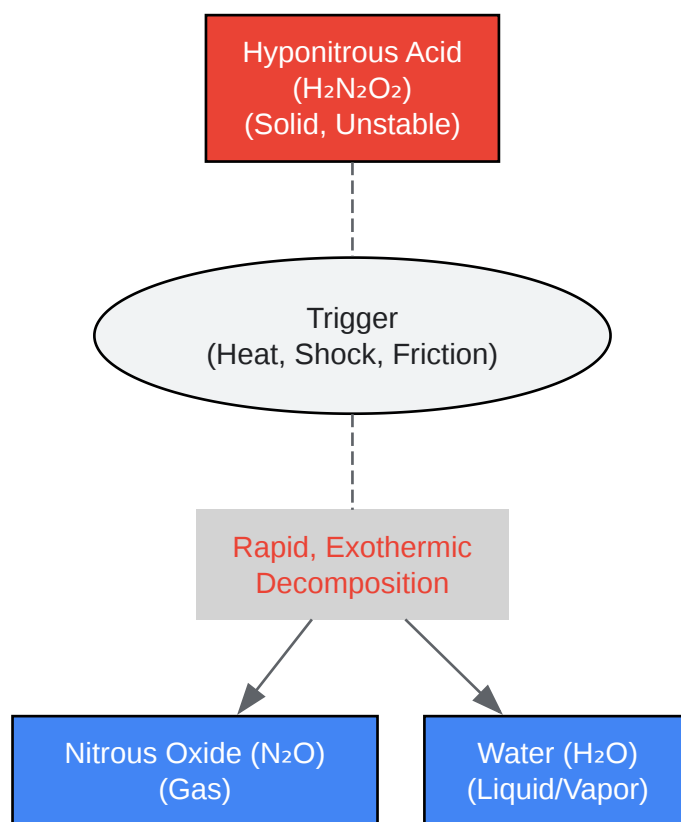 Hyponitrous Acid
(H₂N₂O₂)
(Solid, Unstable)
Trigger
(Heat, Shock, Friction)
Rapid, Exothermic
Decomposition
Nitrous Oxide (N₂O)
(Gas)
Water (H₂O)
(Liquid/Vapor)